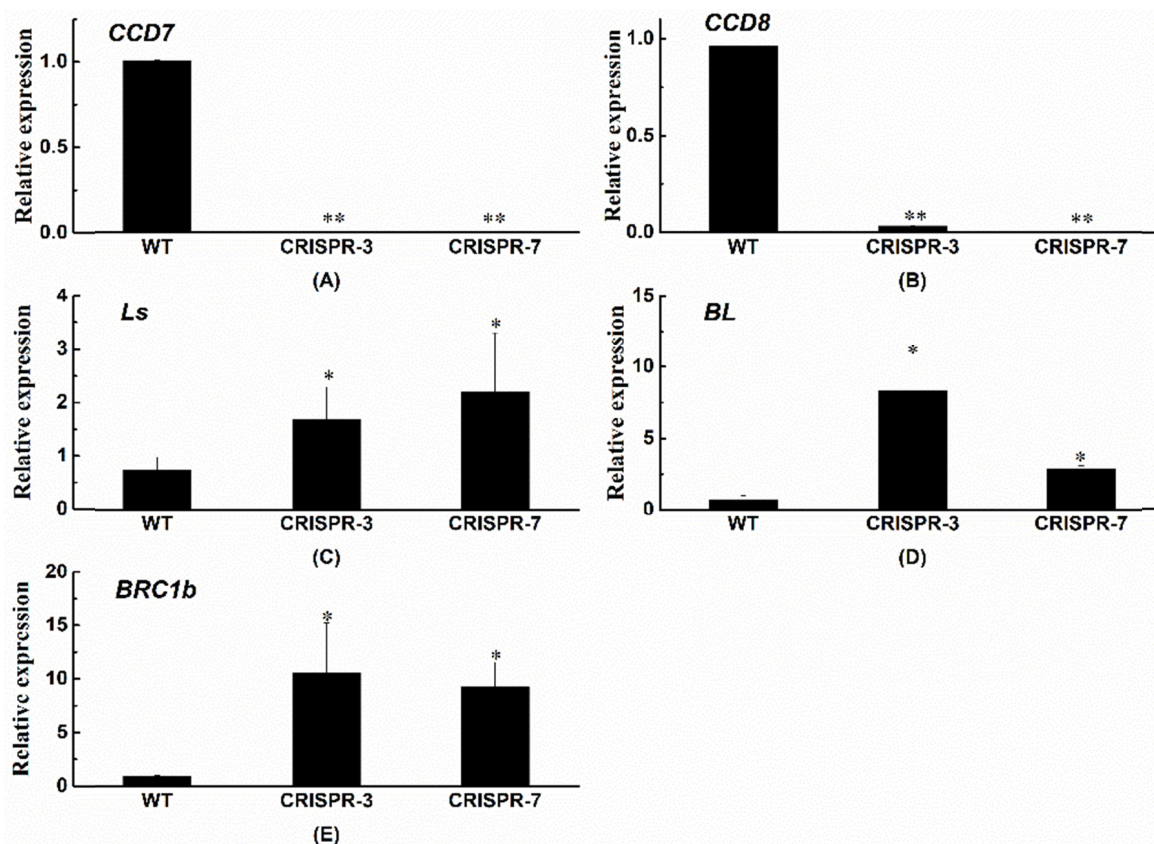 CCD7
Relative expression
1.0
0.5
0.0
**
**
WT
CRISPR-3
CRISPR-7
(A)
CCD8
Relative expression
1.0
0.5
0.0
**
**
WT
CRISPR-3
CRISPR-7
(B)
Ls
Relative expression
4
3
2
1
0
*
*
WT
CRISPR-3
CRISPR-7
(C)
BL
Relative expression
15
10
5
0
*
*
WT
CRISPR-3
CRISPR-7
(D)
BRC1b
Relative expression
20
15
10
5
0
*
*
WT
CRISPR-3
CRISPR-7
(E)